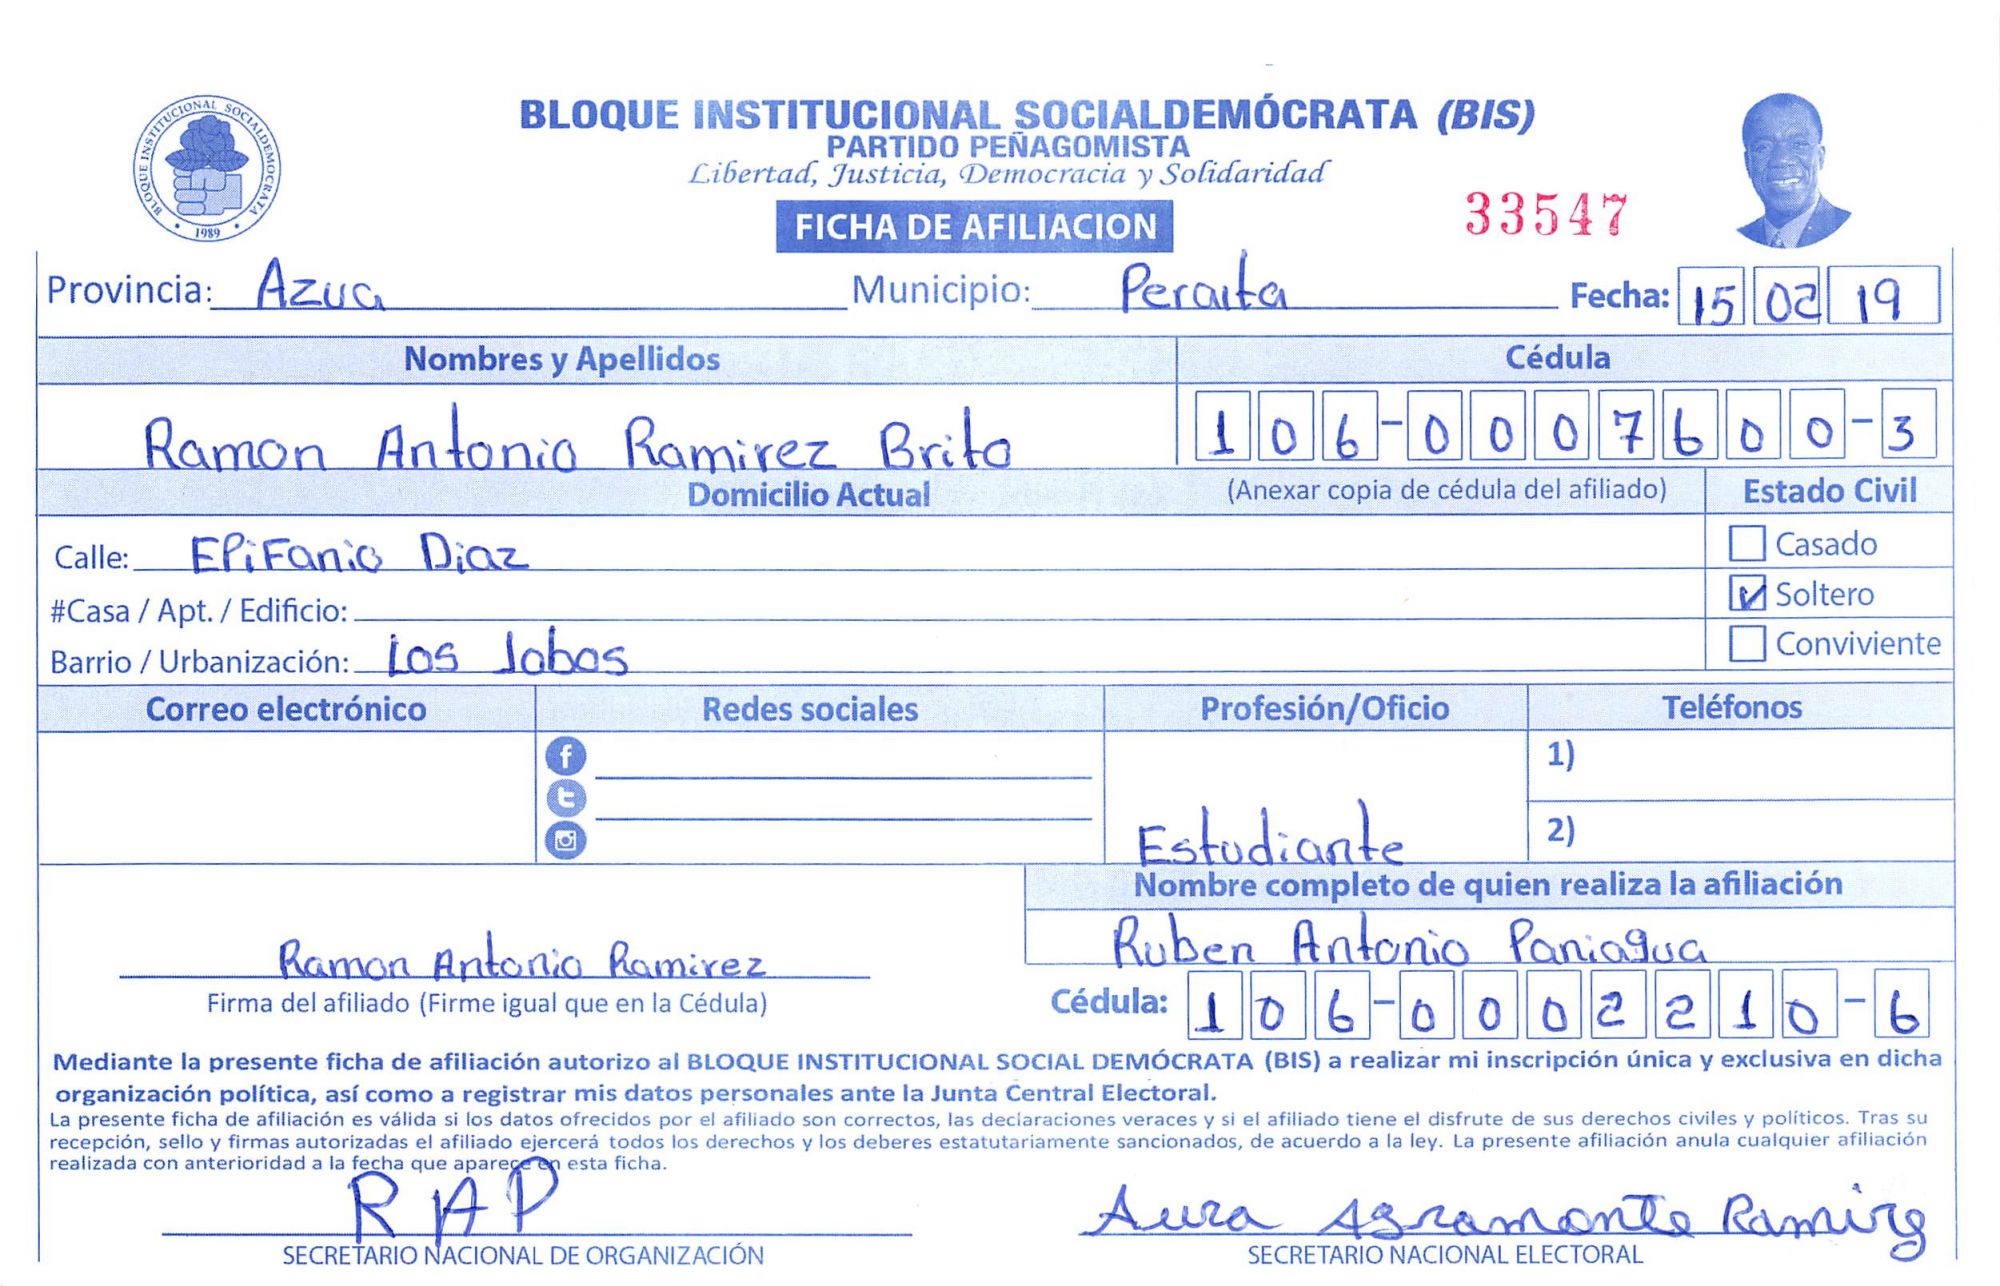 BLOQUE INSTITUCIONAL SOCIALDEMOCRATA
1989
BLOQUE INSTITUCIONAL SOCIALDEMÓCRATA (BIS)
PARTIDO PEÑAGOMISTA
Libertad, Justicia, Democracia y Solidaridad
FICHA DE AFILIACION
33547
Provincia: Azua Municipio: Peralta Fecha: 15 02 19
Nombres y Apellidos Cédula
Ramon Antonio Ramirez Brito 106-0007600-3
Domicilio Actual (Anexar copia de cédula del afiliado) Estado Civil
Calle: EPiFanio Diaz Casado
#Casa / Apt. / Edificio: Soltero
Barrio / Urbanización: Los Jobos Conviviente
Correo electrónico Redes sociales Profesión/Oficio Teléfonos
1)
Estudiante 2)
Nombre completo de quien realiza la afiliación
Ramon Antonio Ramirez Ruben Antonio Paniagua
Firma del afiliado (Firme igual que en la Cédula) Cédula: 106-0002210-6
Mediante la presente ficha de afiliación autorizo al BLOQUE INSTITUCIONAL SOCIAL DEMÓCRATA (BIS) a realizar mi inscripción única y exclusiva en dicha
organización política, así como a registrar mis datos personales ante la Junta Central Electoral.
La presente ficha de afiliación es válida si los datos ofrecidos por el afiliado son correctos, las declaraciones veraces y si el afiliado tiene el disfrute de sus derechos civiles y políticos. Tras su
recepción, sello y firmas autorizadas el afiliado ejercerá todos los derechos y los deberes estatutariamente sancionados, de acuerdo a la ley. La presente afiliación anula cualquier afiliación
realizada con anterioridad a la fecha que aparece en esta ficha.
RAP Aura Agramonte Ramirez
SECRETARIO NACIONAL DE ORGANIZACIÓN SECRETARIO NACIONAL ELECTORAL